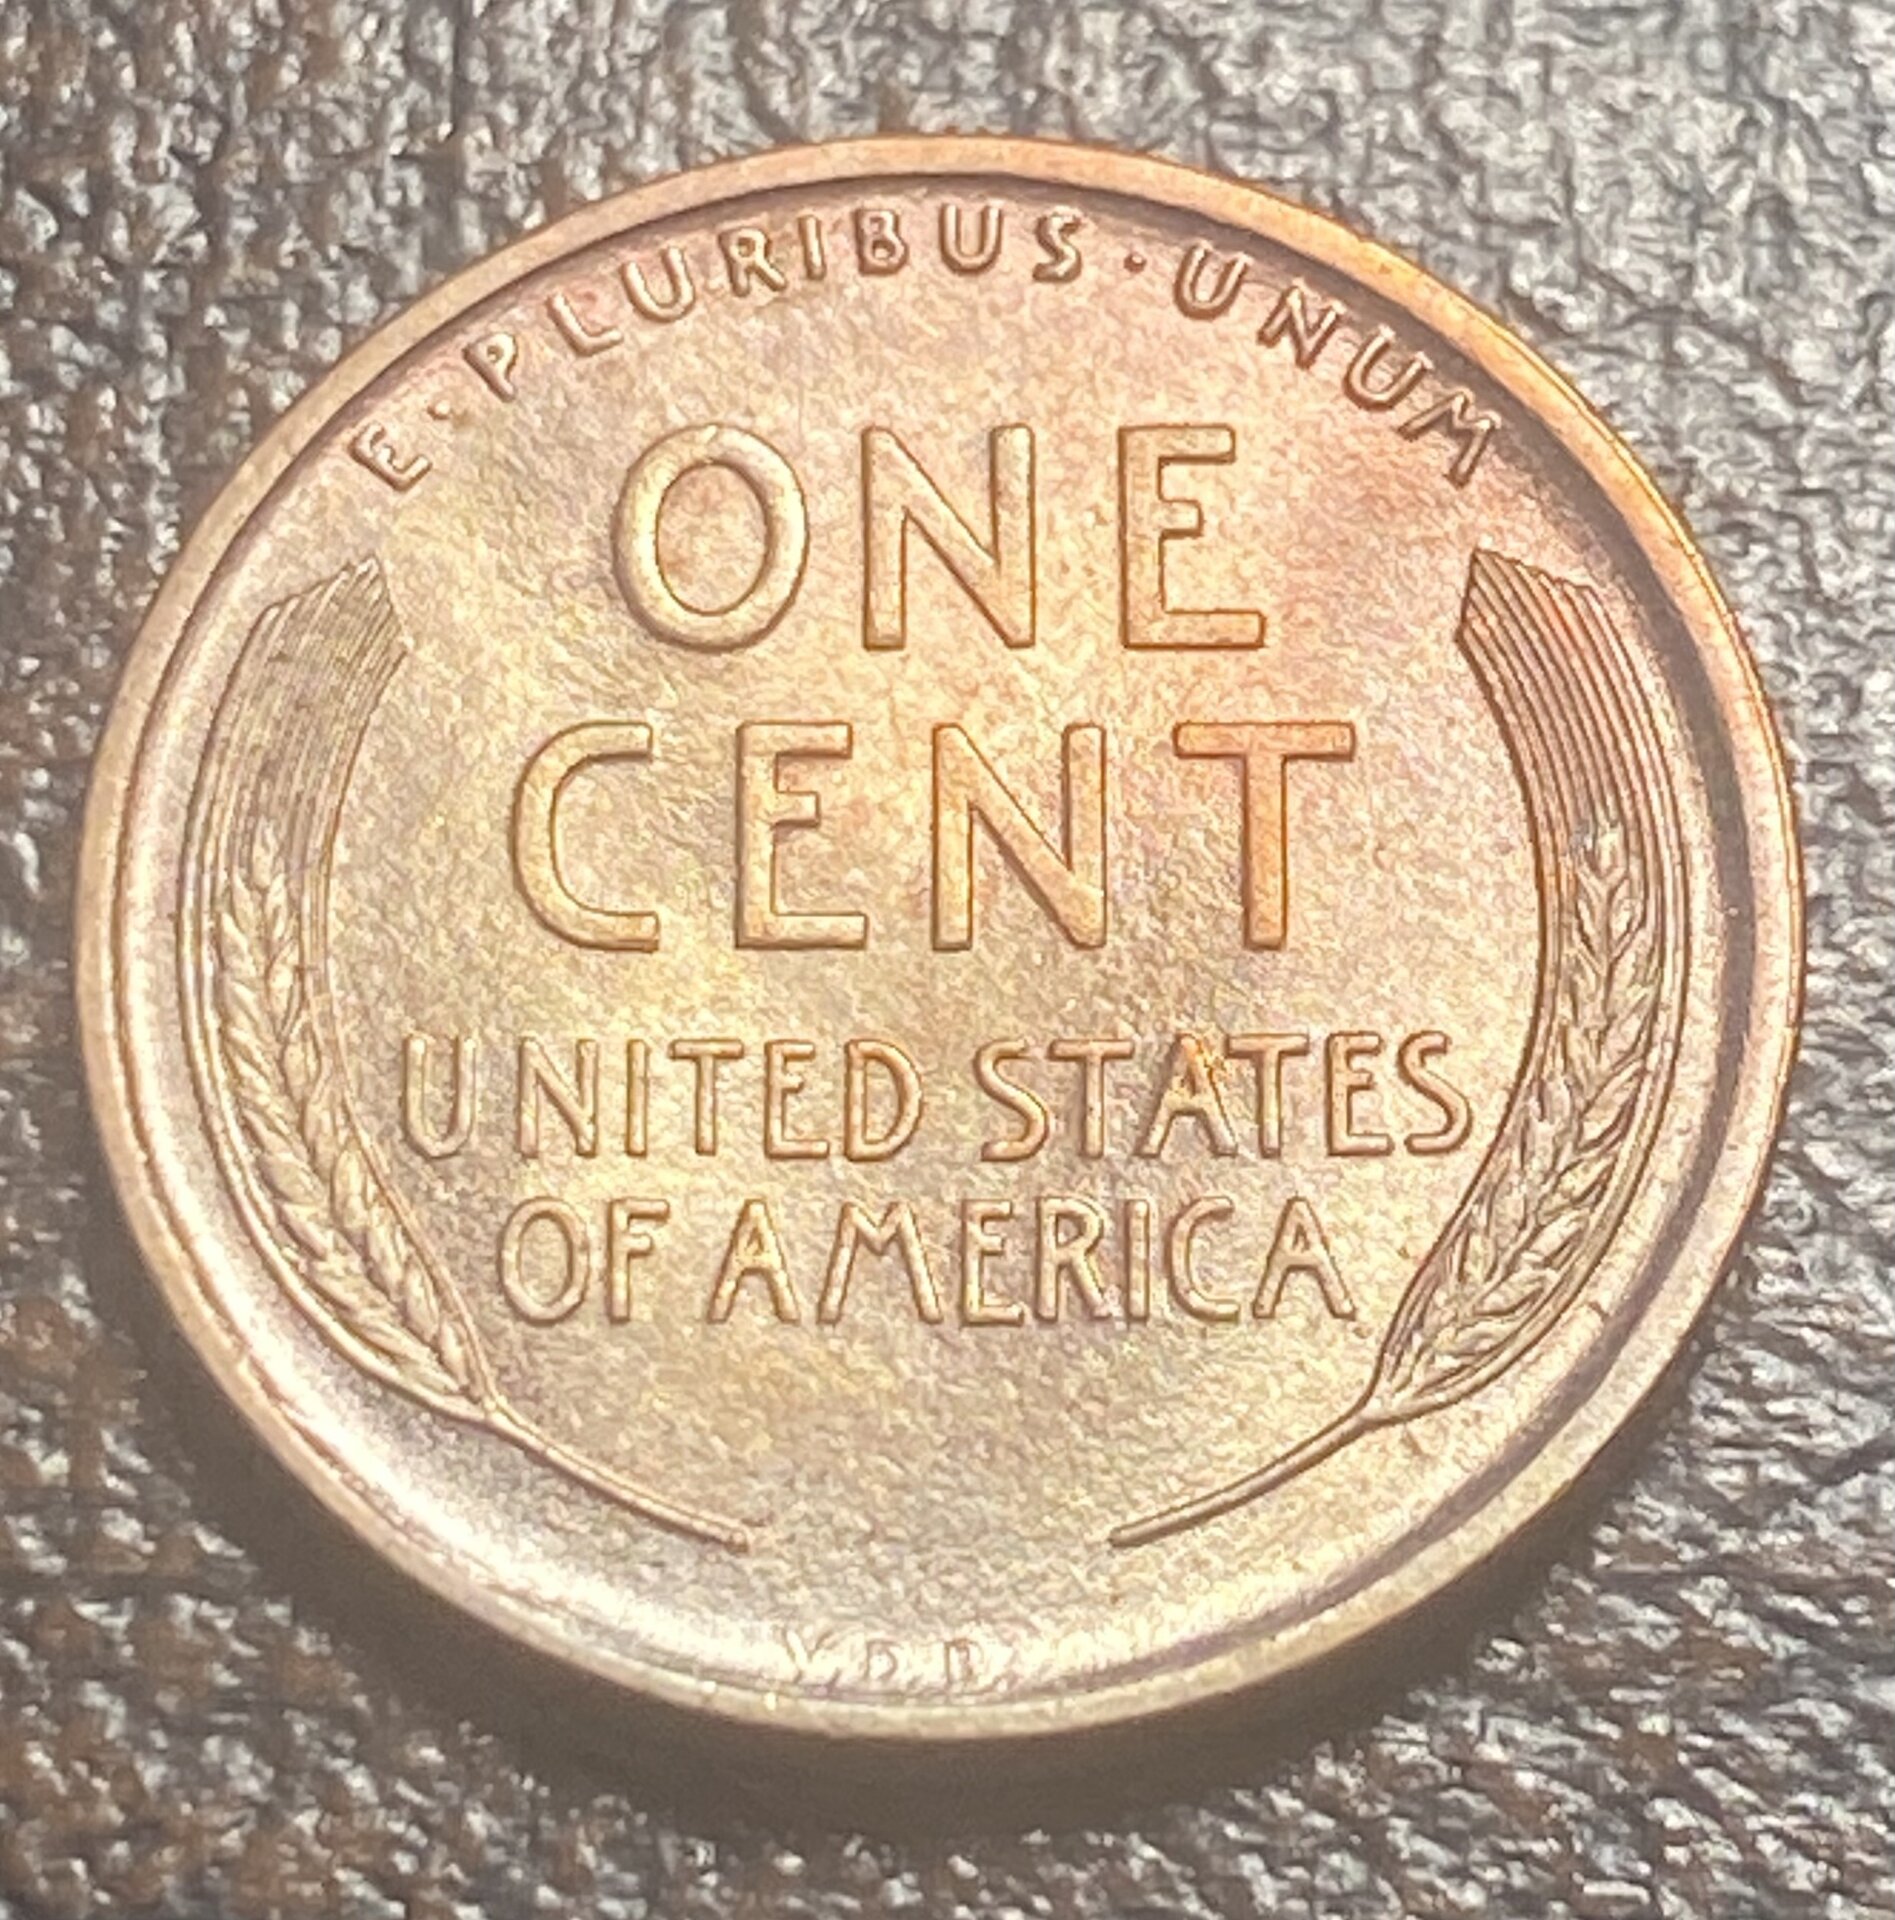 E·PLURIBUS·UNUM
ONE
CENT
UNITED STATES
OF AMERICA
V.D.B.